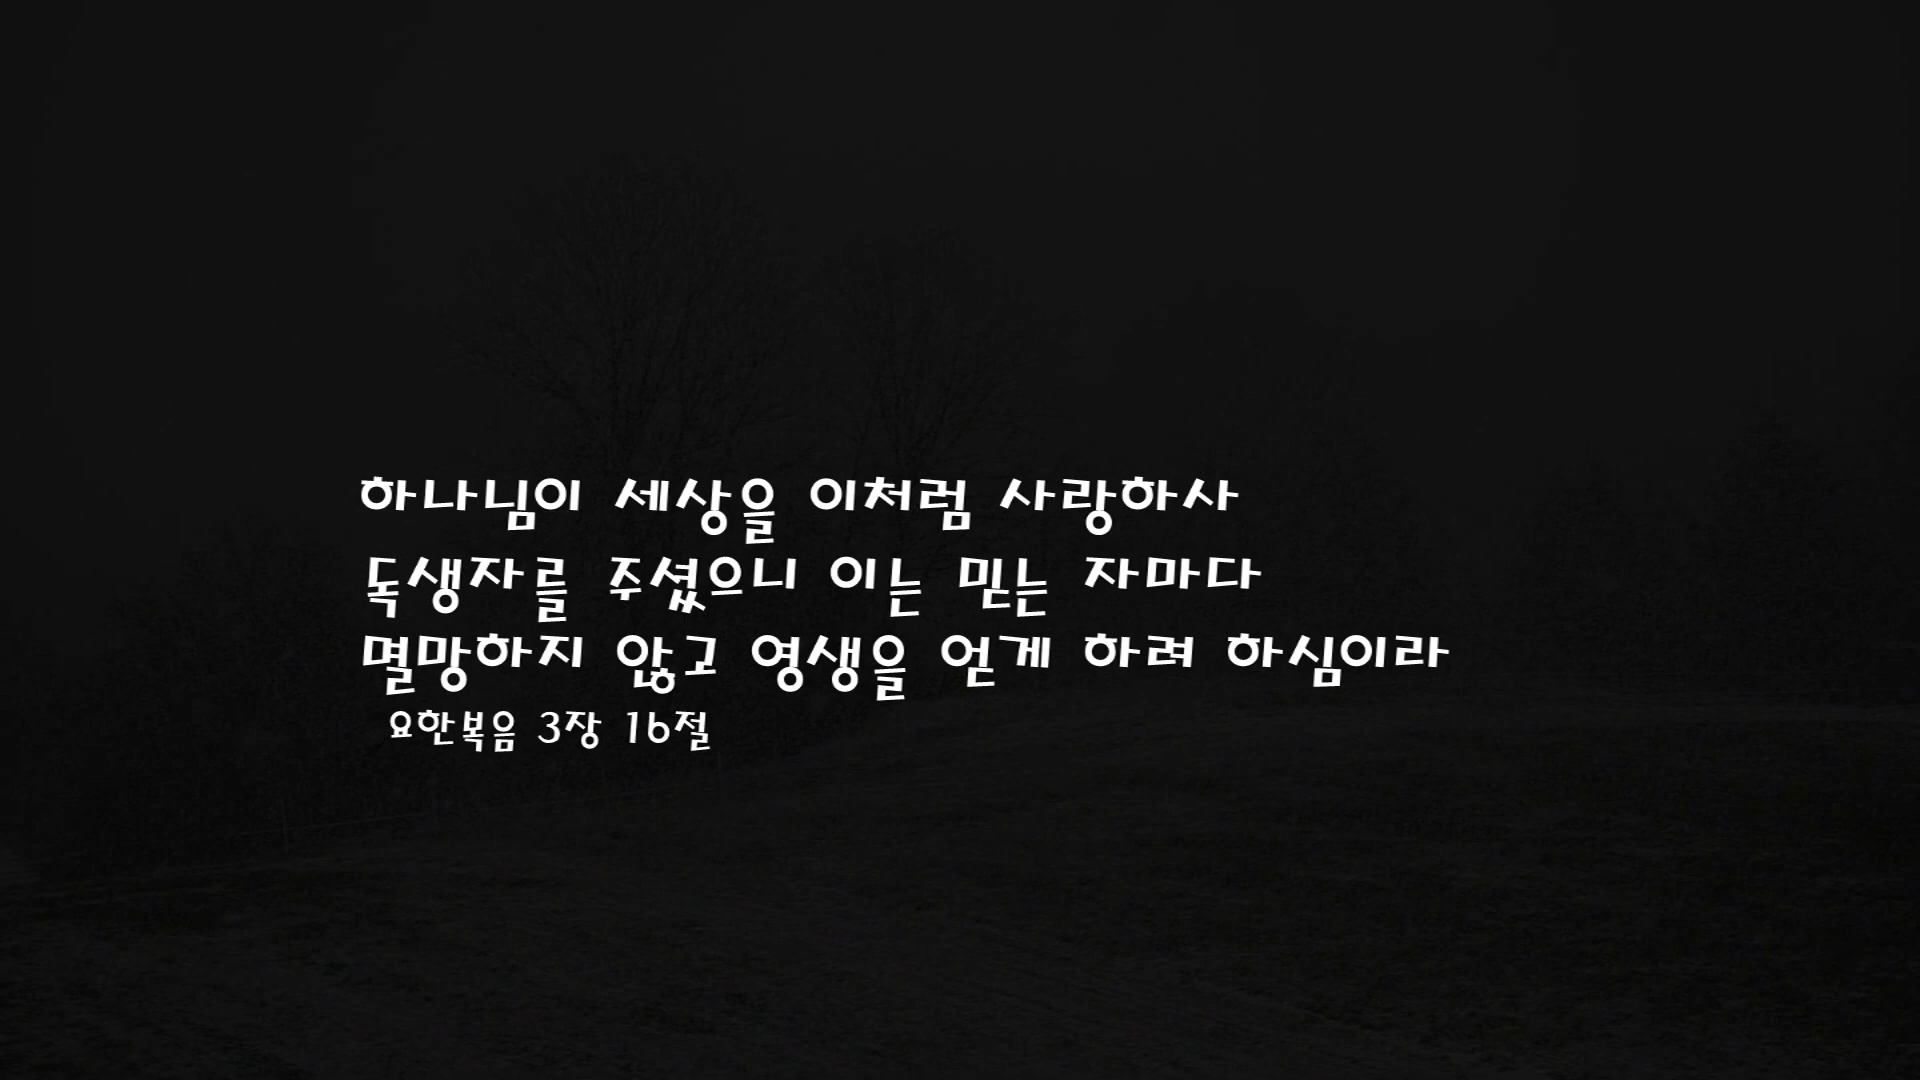 하나님이 세상을 이처럼 사랑하사
독생자를 주셨으니 이는 믿는 자마다
멸망하지 않고 영생을 얻게 하려 하심이라
요한복음 3장 16절